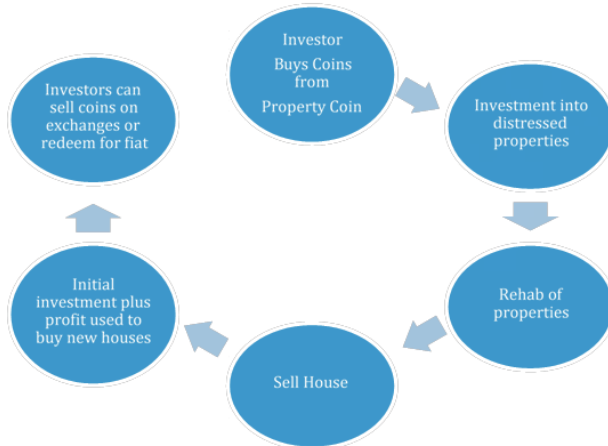 Investor
Buys Coins
from
Property Coin
Investment into
distressed
properties
Rehab of
properties
Sell House
Initial
investment plus
profit used to
buy new houses
Investors can
sell coins on
exchanges or
redeem for fiat